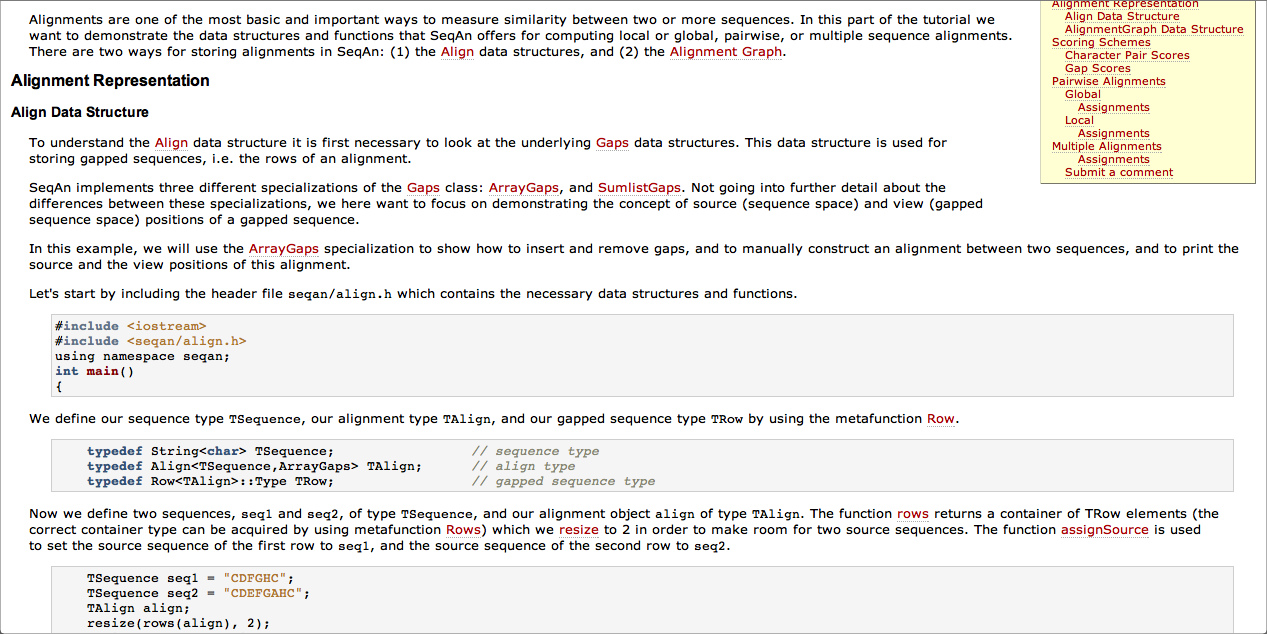 Alignments are one of the most basic and important ways to measure similarity between two or more sequences. In this part of the tutorial we
want to demonstrate the data structures and functions that SeqAn offers for computing local or global, pairwise, or multiple sequence alignments.
There are two ways for storing alignments in SeqAn: (1) the Align data structures, and (2) the Alignment Graph.
Alignment Representation
Align Data Structure
AlignmentGraph Data Structure
Scoring Schemes
Character Pair Scores
Gap Scores
Pairwise Alignments
Global
Assignments
Local
Assignments
Multiple Alignments
Assignments
Submit a comment
Alignment Representation
Align Data Structure
To understand the Align data structure it is first necessary to look at the underlying Gaps data structures. This data structure is used for
storing gapped sequences, i.e. the rows of an alignment.
SeqAn implements three different specializations of the Gaps class: ArrayGaps, and SumlistGaps. Not going into further detail about the
differences between these specializations, we here want to focus on demonstrating the concept of source (sequence space) and view (gapped
sequence space) positions of a gapped sequence.
In this example, we will use the ArrayGaps specialization to show how to insert and remove gaps, and to manually construct an alignment between two sequences, and to print the
source and the view positions of this alignment.
Let's start by including the header file seqan/align.h which contains the necessary data structures and functions.
#include <iostream>
#include <seqan/align.h>
using namespace seqan;
int main()
{
We define our sequence type TSequence, our alignment type TAlign, and our gapped sequence type TRow by using the metafunction Row.
typedef String<char> TSequence; // sequence type
typedef Align<TSequence,ArrayGaps> TAlign; // align type
typedef Row<TAlign>::Type TRow; // gapped sequence type
Now we define two sequences, seq1 and seq2, of type TSequence, and our alignment object align of type TAlign. The function rows returns a container of TRow elements (the
correct container type can be acquired by using metafunction Rows) which we resize to 2 in order to make room for two source sequences. The function assignSource is used
to set the source sequence of the first row to seq1, and the source sequence of the second row to seq2.
TSequence seq1 = "CDFGHC";
TSequence seq2 = "CDEFGAHC";
TAlign align;
resize(rows(align), 2);